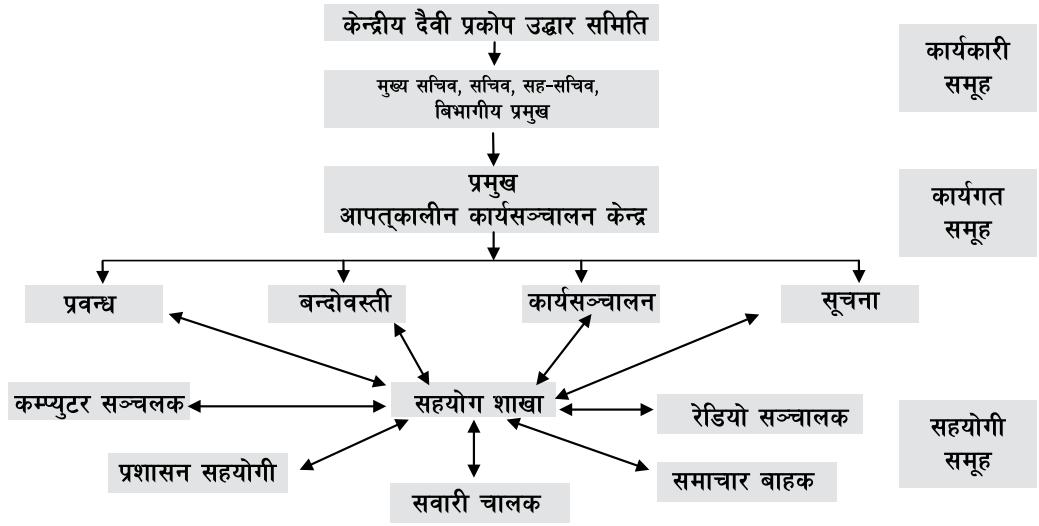 केन्द्रीय दैवी प्रकोप उद्धार समिति
कार्यकारी
समूह
मुख्य सचिव, सचिव, सह-सचिव,
बिभागीय प्रमुख
प्रमुख
आपत्कालीन कार्यसञ्चालन केन्द्र
कार्यगत
समूह
प्रवन्ध
बन्दोवस्ती
कार्यसञ्चालन
सूचना
कम्प्युटर सञ्चलक
सहयोग शाखा
रेडियो सञ्चालक
सहयोगी
समूह
प्रशासन सहयोगी
सवारी चालक
समाचार बाहक